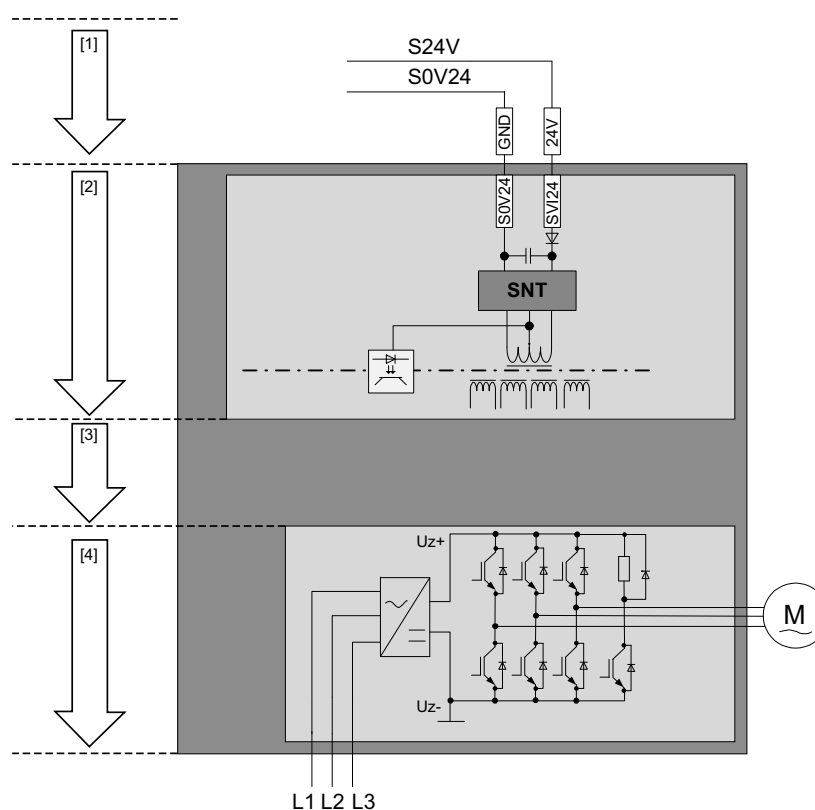 [1]
S24V
S0V24
GND
24V
[2]
S0V24
SVI24
SNT
[3]
[4]
Uz+
M
Uz-
L1 L2 L3